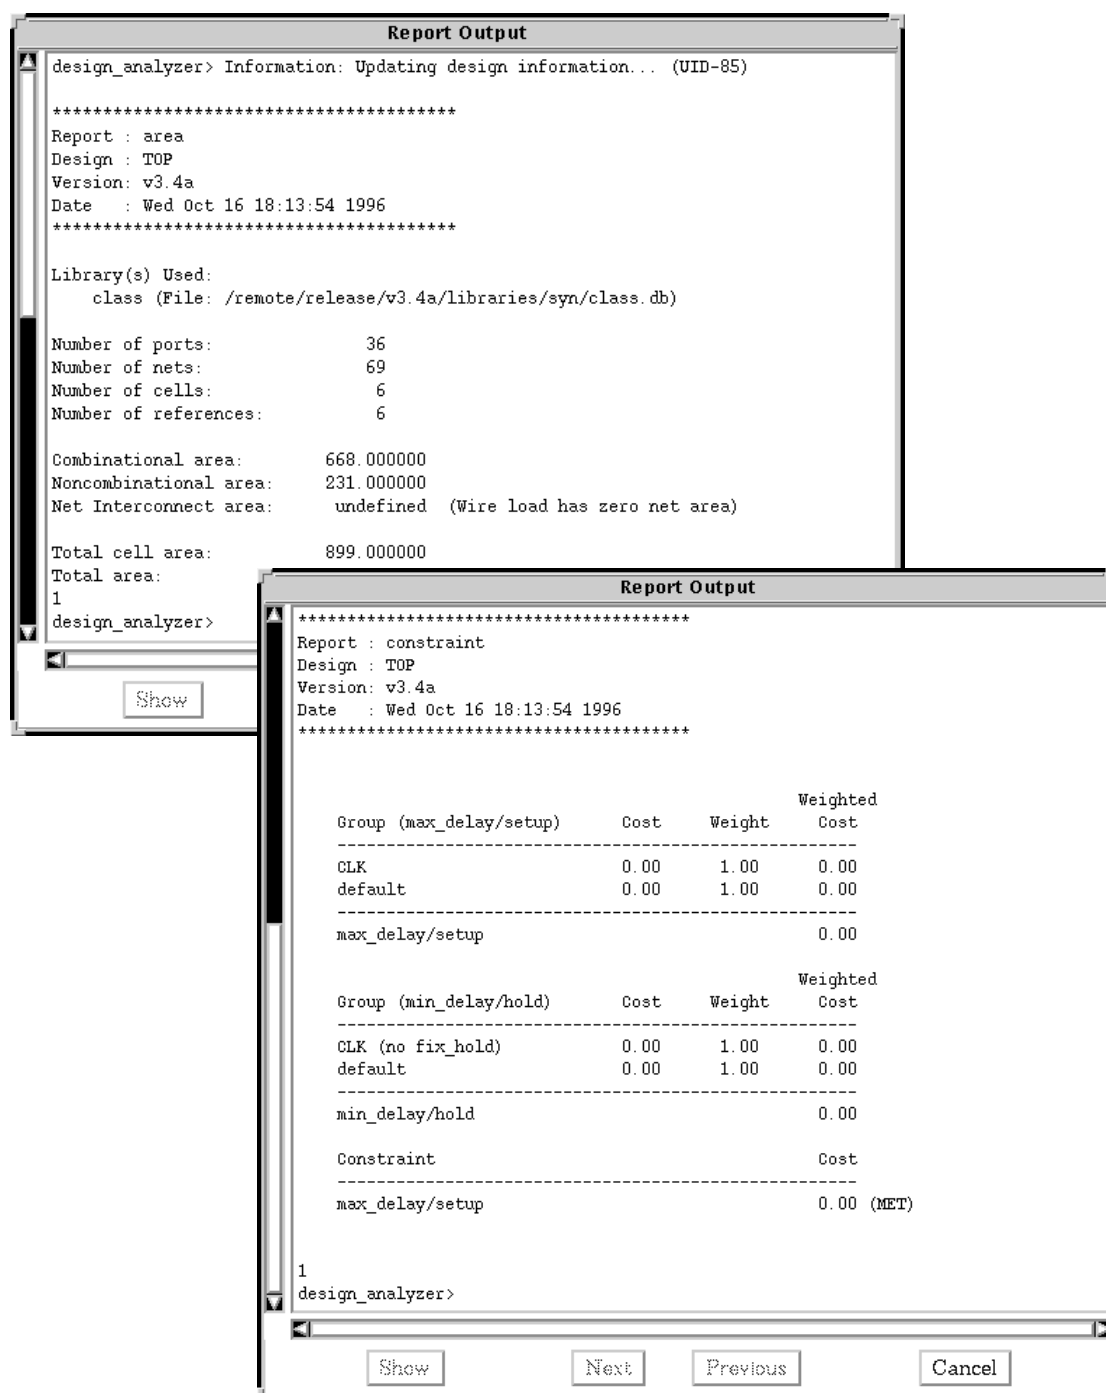 Report Output
design_analyzer> Information: Updating design information... (UID-85)
****************************************
Report : area
Design : TOP
Version: v3.4a
Date   : Wed Oct 16 18:13:54 1996
****************************************
Library(s) Used:
    class (File: /remote/release/v3.4a/libraries/syn/class.db)
Number of ports:               36
Number of nets:                69
Number of cells:                6
Number of references:           6
Combinational area:        668.000000
Noncombinational area:     231.000000
Net Interconnect area:      undefined  (Wire load has zero net area)
Total cell area:           899.000000
Total area:
1
design_analyzer>
Show
Report Output
****************************************
Report : constraint
Design : TOP
Version: v3.4a
Date   : Wed Oct 16 18:13:54 1996
****************************************
Weighted
Group (max_delay/setup)      Cost     Weight     Cost
-----------------------------------------------------
CLK                          0.00      1.00      0.00
default                      0.00      1.00      0.00
-----------------------------------------------------
max_delay/setup                                  0.00
Weighted
Group (min_delay/hold)       Cost     Weight     Cost
-----------------------------------------------------
CLK (no fix_hold)            0.00      1.00      0.00
default                      0.00      1.00      0.00
-----------------------------------------------------
min_delay/hold                                   0.00
Constraint                                       Cost
-----------------------------------------------------
max_delay/setup                                  0.00 (MET)
1
design_analyzer>
Show Next Previous Cancel